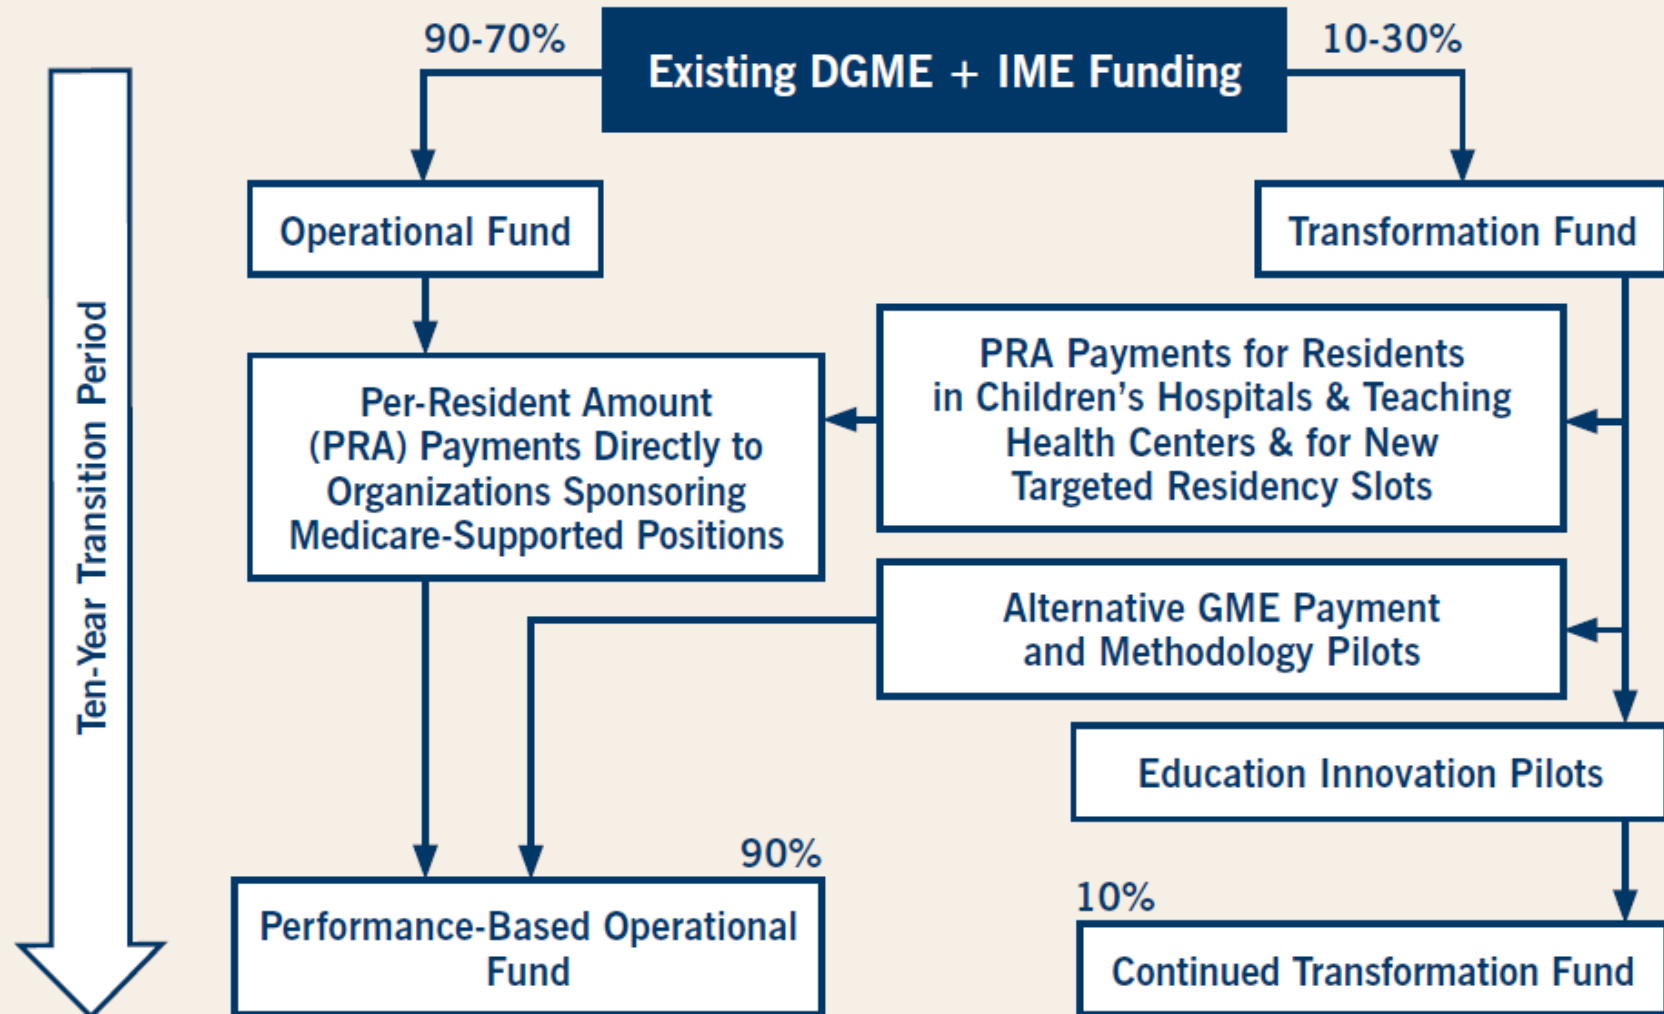 90-70%
Existing DGME + IME Funding
10-30%
Operational Fund
Transformation Fund
Ten-Year Transition Period
Per-Resident Amount
(PRA) Payments Directly to
Organizations Sponsoring
Medicare-Supported Positions
PRA Payments for Residents
in Children’s Hospitals & Teaching
Health Centers & for New
Targeted Residency Slots
Alternative GME Payment
and Methodology Pilots
Education Innovation Pilots
90%
Performance-Based Operational
Fund
10%
Continued Transformation Fund